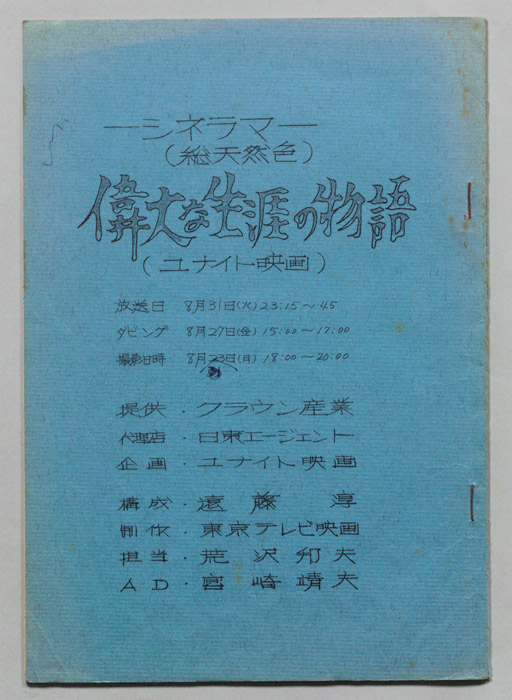 —シネラマ—
(総天然色)
偉大な生涯の物語
(ユナイト映画)
放送日 8月31日(火)23:15〜45
ダビング 8月27日(金)15:00〜17:00
撮影日時 8月23日(月)18:00〜20:00
提供・クラウン産業
代理店・日東エージェント
企画・ユナイト映画
構成・遠藤 淳
制作・東京テレビ映画
担当・荒沢邦夫
AD・宮崎靖夫